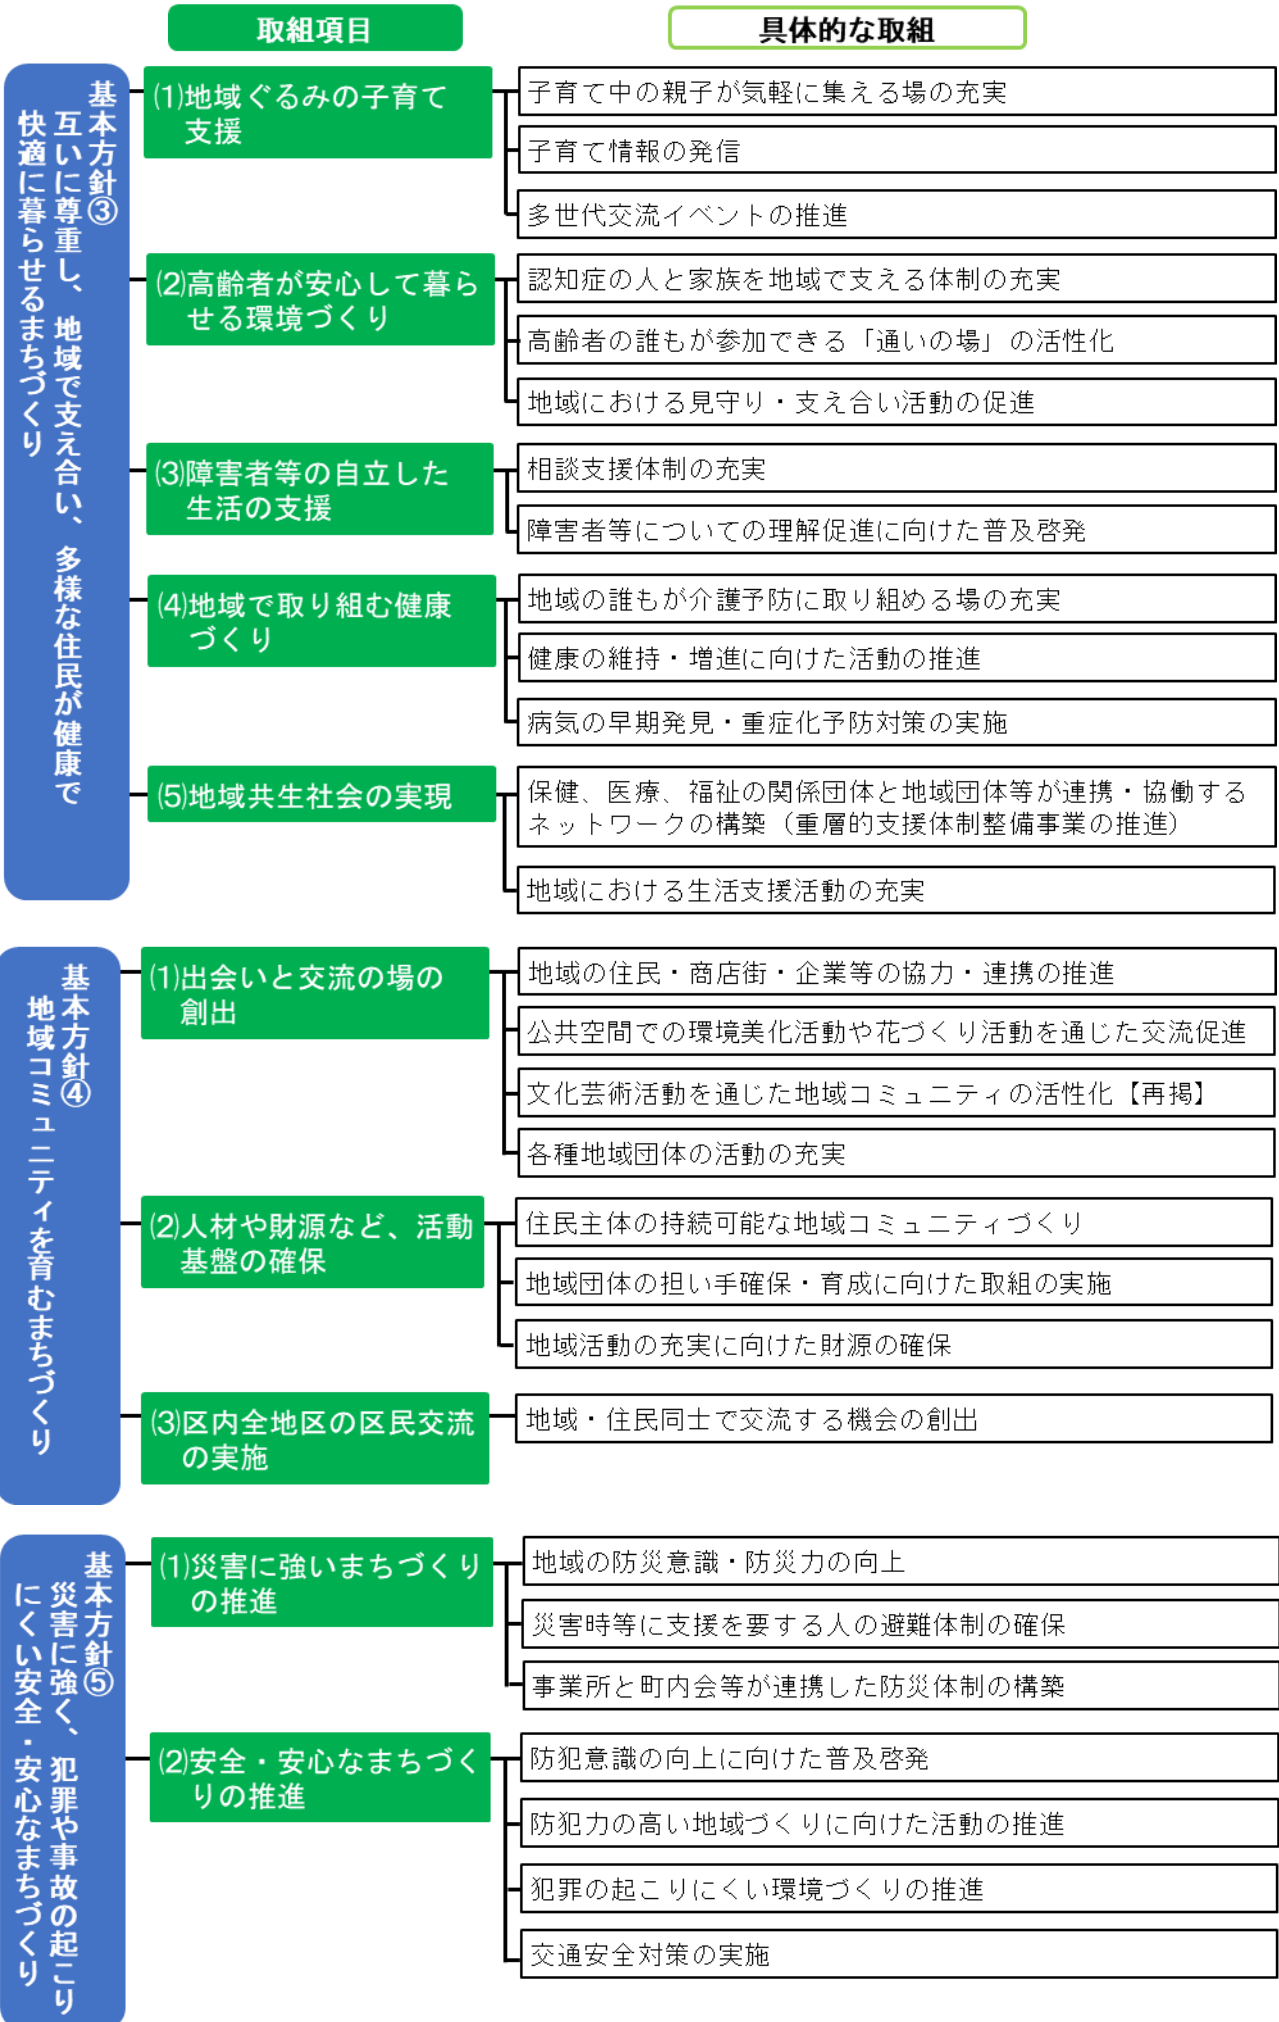 取組項目
具体的な取組
基本方針③
互いに尊重し、地域で支え合い、多様な住民が健康で
快適に暮らせるまちづくり
⑴地域ぐるみの子育て
支援
子育て中の親子が気軽に集える場の充実
子育て情報の発信
多世代交流イベントの推進
⑵高齢者が安心して暮ら
せる環境づくり
認知症の人と家族を地域で支える体制の充実
高齢者の誰もが参加できる「通いの場」の活性化
地域における見守り・支え合い活動の促進
⑶障害者等の自立した
生活の支援
相談支援体制の充実
障害者等についての理解促進に向けた普及啓発
⑷地域で取り組む健康
づくり
地域の誰もが介護予防に取り組める場の充実
健康の維持・増進に向けた活動の推進
病気の早期発見・重症化予防対策の実施
⑸地域共生社会の実現
保健、医療、福祉の関係団体と地域団体等が連携・協働する
ネットワークの構築（重層的支援体制整備事業の推進）
地域における生活支援活動の充実
基本方針④
地域コミュニティを育むまちづくり
⑴出会いと交流の場の
創出
地域の住民・商店街・企業等の協力・連携の推進
公共空間での環境美化活動や花づくり活動を通じた交流促進
文化芸術活動を通じた地域コミュニティの活性化【再掲】
各種地域団体の活動の充実
⑵人材や財源など、活動
基盤の確保
住民主体の持続可能な地域コミュニティづくり
地域団体の担い手確保・育成に向けた取組の実施
地域活動の充実に向けた財源の確保
⑶区内全地区の区民交流
の実施
地域・住民同士で交流する機会の創出
基本方針⑤
災害に強く、犯罪や事故の起こり
にくい安全・安心なまちづくり
⑴災害に強いまちづくり
の推進
地域の防災意識・防災力の向上
災害時等に支援を要する人の避難体制の確保
事業所と町内会等が連携した防災体制の構築
⑵安全・安心なまちづく
りの推進
防犯意識の向上に向けた普及啓発
防犯力の高い地域づくりに向けた活動の推進
犯罪の起こりにくい環境づくりの推進
交通安全対策の実施